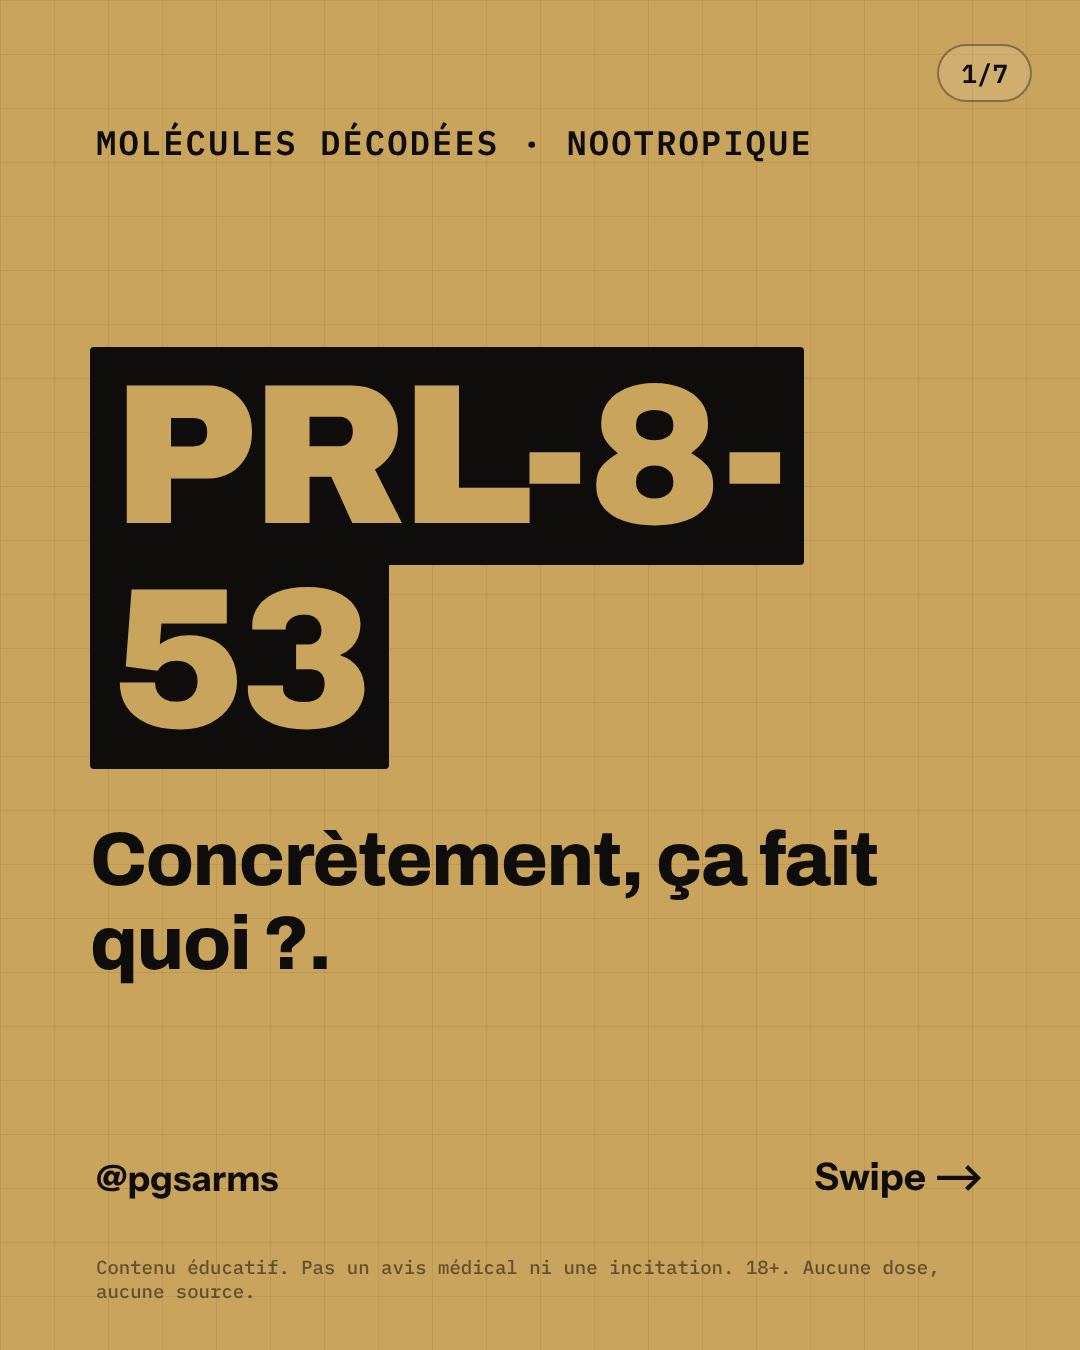 1/7
MOLÉCULES DÉCODÉES · NOOTROPIQUE
PRL-8-
53
Concrètement, ça fait
quoi ?.
@pgsarms
Swipe →
Contenu éducatif. Pas un avis médical ni une incitation. 18+. Aucune dose,
aucune source.